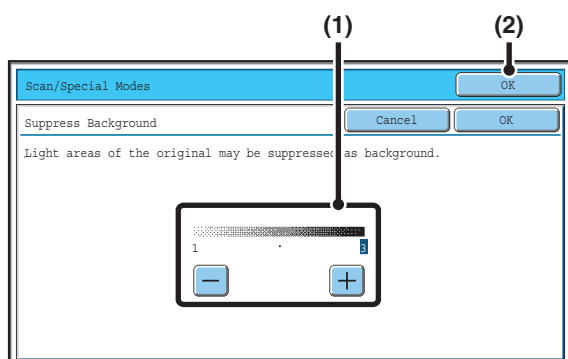 (1) (2)
Scan/Special Modes OK
Suppress Background Cancel OK
Light areas of the original may be suppressed as background.
1 3
− +